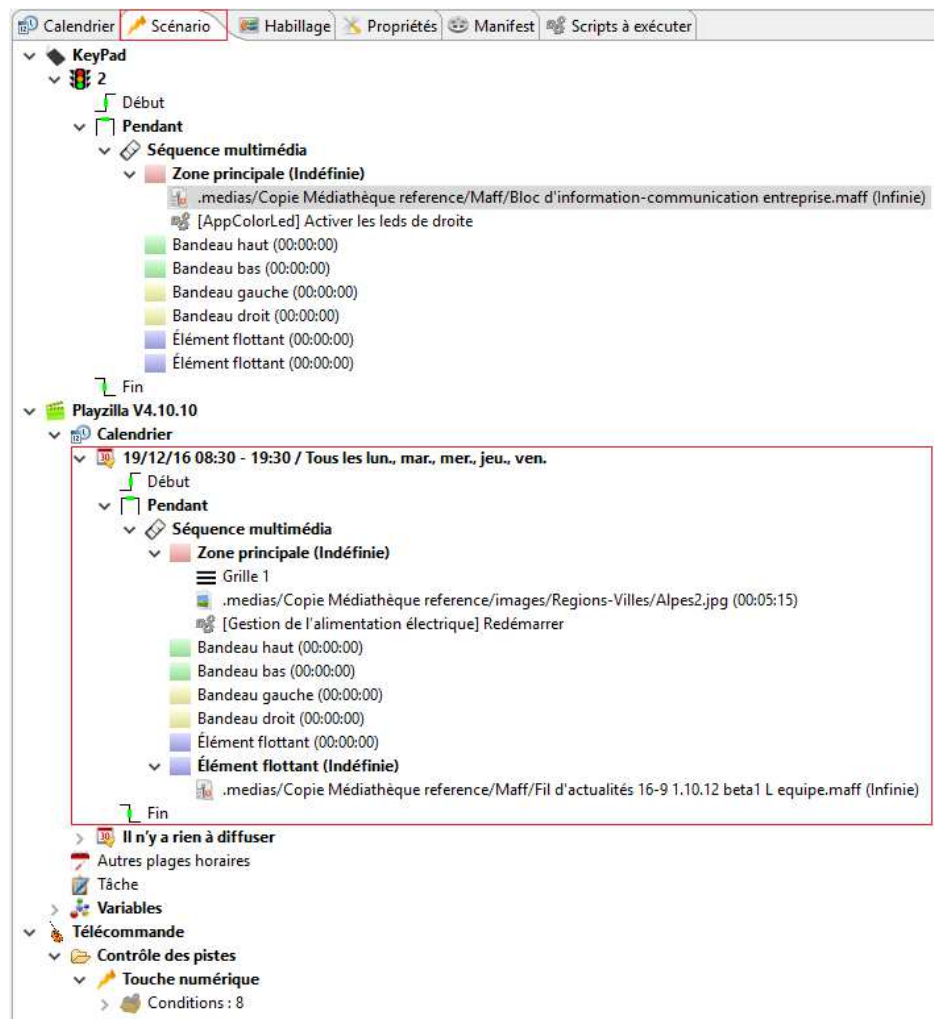 Calendrier Scénario Habillage Propriétés Manifest Scripts à exécuter
KeyPad
2
Début
Pendant
Séquence multimédia
Zone principale (Indéfinie)
.medias/Copie Médiathèque reference/Maff/Bloc d'information-communication entreprise.maff (Infinie)
[AppColorLed] Activer les leds de droite
Bandeau haut (00:00:00)
Bandeau bas (00:00:00)
Bandeau gauche (00:00:00)
Bandeau droit (00:00:00)
Élément flottant (00:00:00)
Élément flottant (00:00:00)
Fin
Playzilla V4.10.10
Calendrier
19/12/16 08:30 - 19:30 / Tous les lun., mar., mer., jeu., ven.
Début
Pendant
Séquence multimédia
Zone principale (Indéfinie)
Grille 1
.medias/Copie Médiathèque reference/images/Regions-Villes/Alpes2.jpg (00:05:15)
[Gestion de l'alimentation électrique] Redémarrer
Bandeau haut (00:00:00)
Bandeau bas (00:00:00)
Bandeau gauche (00:00:00)
Bandeau droit (00:00:00)
Élément flottant (00:00:00)
Élément flottant (Indéfinie)
.medias/Copie Médiathèque reference/Maff/Fil d'actualités 16-9 1.10.12 beta1 L equipe.maff (Infinie)
Fin
Il n'y a rien à diffuser
Autres plages horaires
Tâche
Variables
Télécommande
Contrôle des pistes
Touche numérique
Conditions : 8